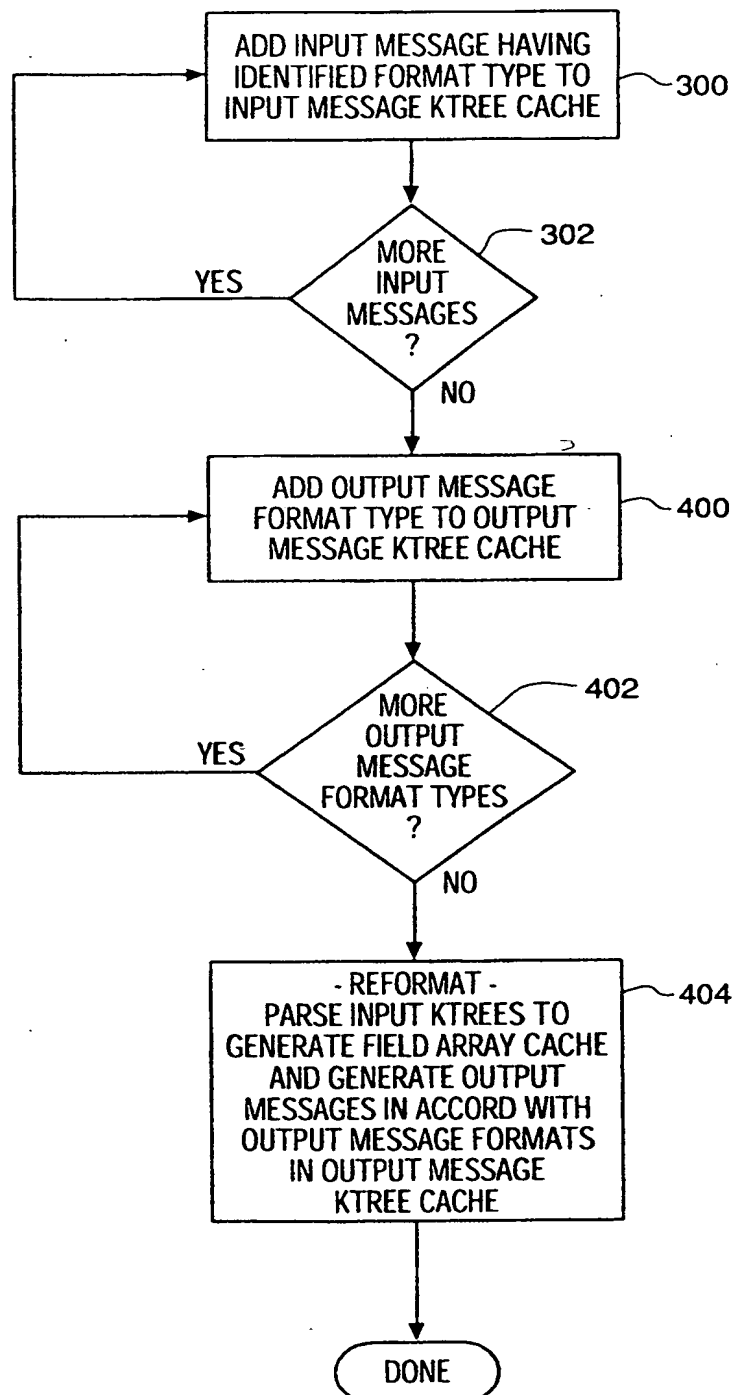 ADD INPUT MESSAGE HAVING
IDENTIFIED FORMAT TYPE TO
INPUT MESSAGE KTREE CACHE
300
302
MORE
INPUT
MESSAGES
?
YES
NO
ADD OUTPUT MESSAGE
FORMAT TYPE TO OUTPUT
MESSAGE KTREE CACHE
400
402
MORE
OUTPUT
MESSAGE
FORMAT TYPES
?
YES
NO
- REFORMAT -
PARSE INPUT KTREES TO
GENERATE FIELD ARRAY CACHE
AND GENERATE OUTPUT
MESSAGES IN ACCORD WITH
OUTPUT MESSAGE FORMATS
IN OUTPUT MESSAGE
KTREE CACHE
404
DONE